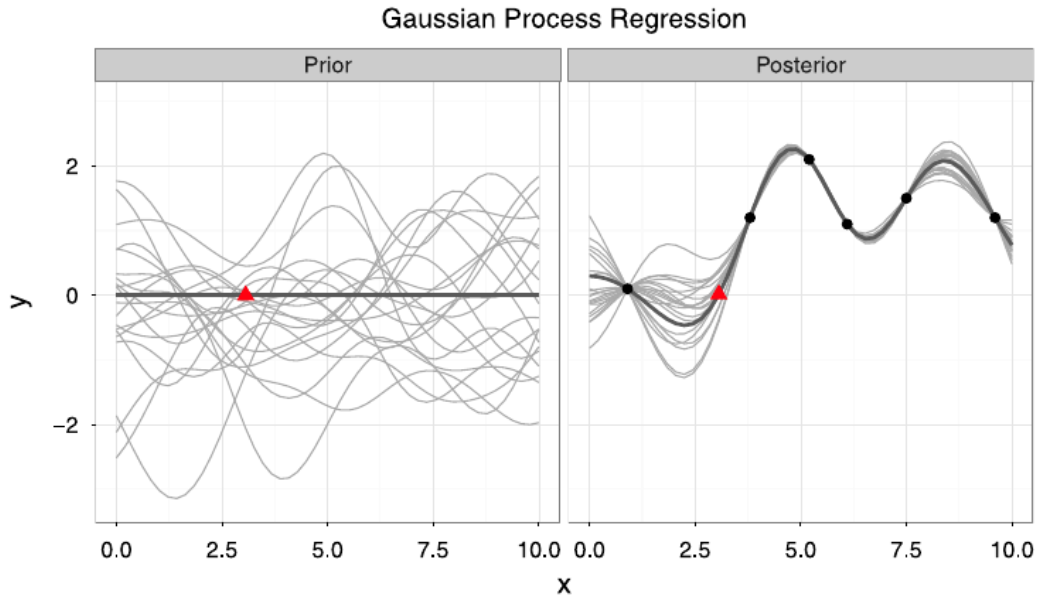 Gaussian Process Regression
Prior
Posterior
y
2
0
−2
0.0 2.5 5.0 7.5 10.0
0.0 2.5 5.0 7.5 10.0
x